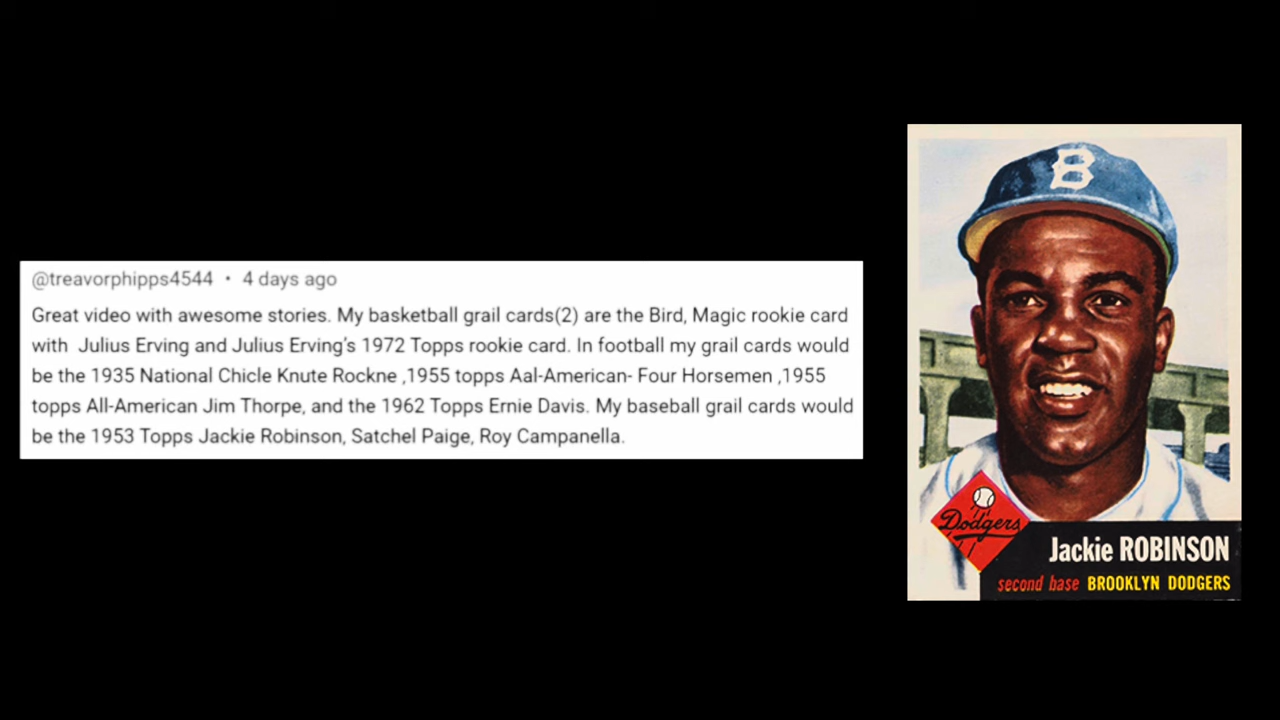 @treavorphipps4544 • 4 days ago
Great video with awesome stories. My basketball grail cards(2) are the Bird, Magic rookie card
with Julius Erving and Julius Erving's 1972 Topps rookie card. In football my grail cards would
be the 1935 National Chicle Knute Rockne ,1955 topps Aal-American- Four Horsemen ,1955
topps All-American Jim Thorpe, and the 1962 Topps Ernie Davis. My baseball grail cards would
be the 1953 Topps Jackie Robinson, Satchel Paige, Roy Campanella.
B
Dodgers
Jackie ROBINSON
second base BROOKLYN DODGERS